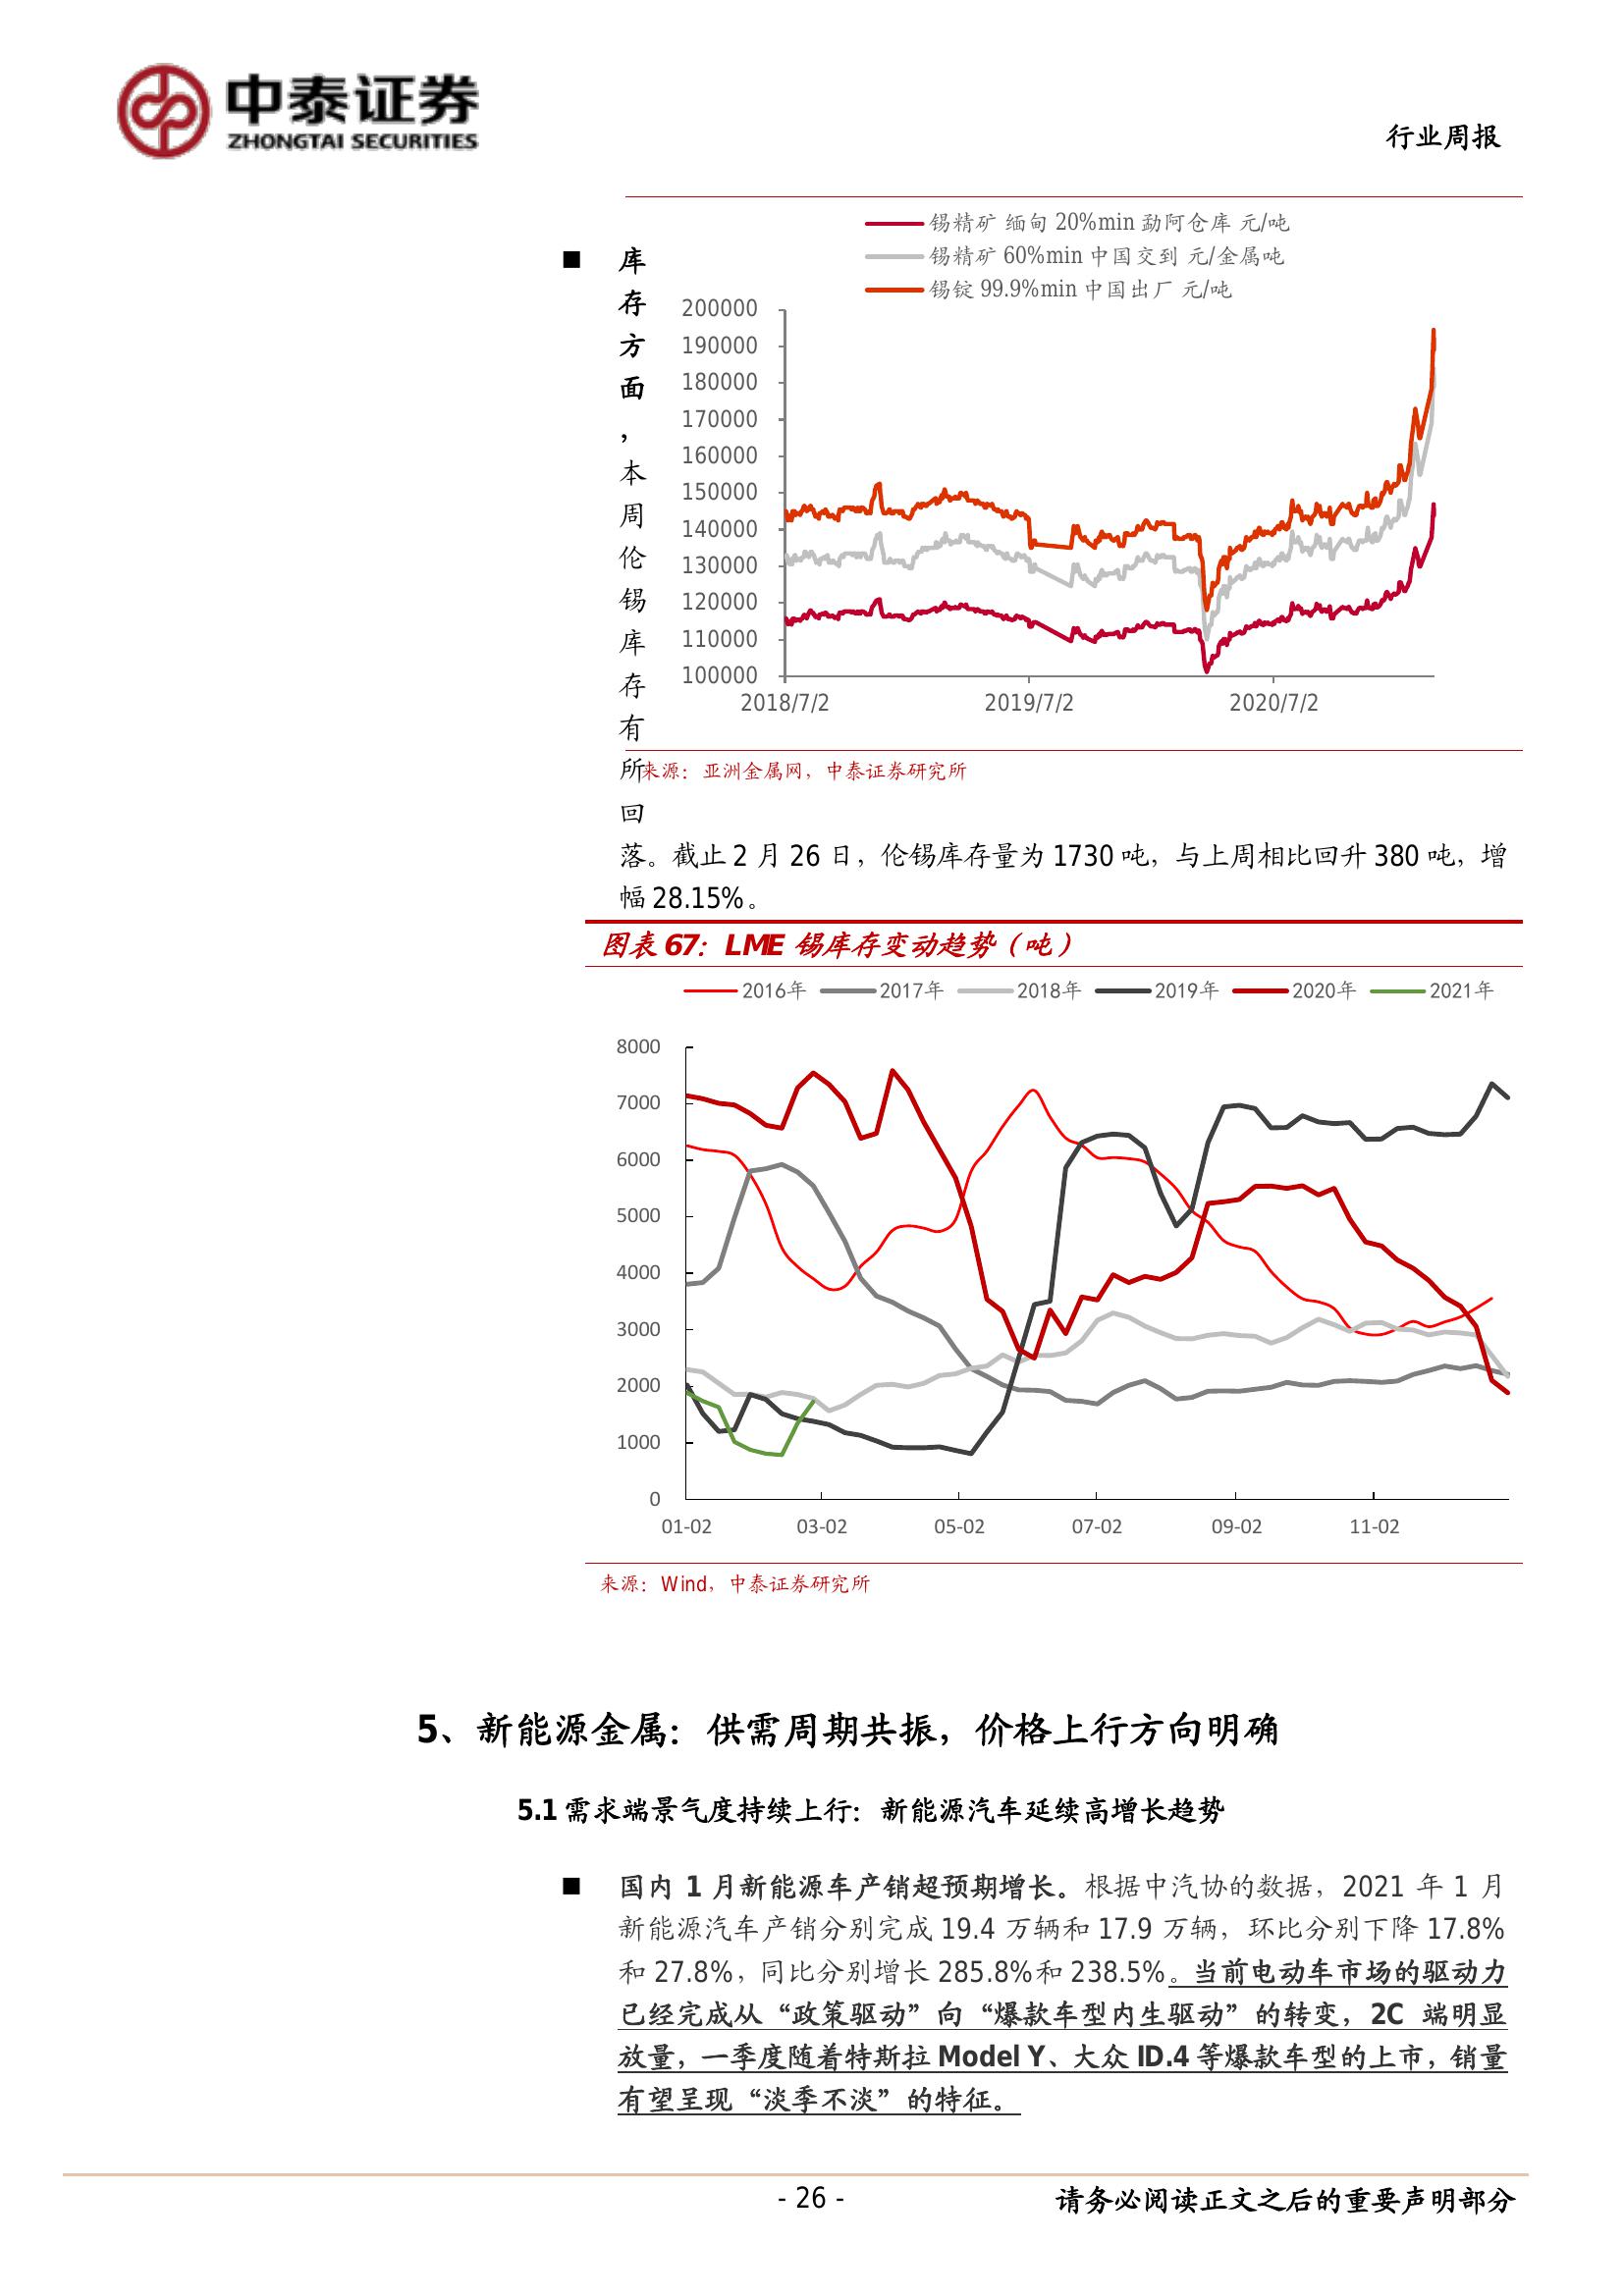 中泰证券
ZHONGTAI SECURITIES
行业周报
锡精矿 缅甸 20%min 勐阿仓库 元/吨
锡精矿 60%min 中国交到 元/金属吨
锡锭 99.9%min 中国出厂 元/吨
200000
190000
180000
170000
160000
150000
140000
130000
120000
110000
100000
2018/7/2 2019/7/2 2020/7/2
■ 库
存
方
面
，
本
周
伦
锡
库
存
有
所
来源：亚洲金属网，中泰证券研究所
回
落。截止 2 月 26 日，伦锡库存量为 1730 吨，与上周相比回升 380 吨，增
幅 28.15%。
图表 67：LME 锡库存变动趋势（吨）
2016年 2017年 2018年 2019年 2020年 2021年
8000
7000
6000
5000
4000
3000
2000
1000
0
01-02 03-02 05-02 07-02 09-02 11-02
来源：Wind，中泰证券研究所
5、新能源金属：供需周期共振，价格上行方向明确
5.1 需求端景气度持续上行：新能源汽车延续高增长趋势
■ 国内 1 月新能源车产销超预期增长。根据中汽协的数据，2021 年 1 月
新能源汽车产销分别完成 19.4 万辆和 17.9 万辆，环比分别下降 17.8%
和 27.8%，同比分别增长 285.8%和 238.5%。当前电动车市场的驱动力
已经完成从“政策驱动”向“爆款车型内生驱动”的转变，2C 端明显
放量，一季度随着特斯拉 Model Y、大众 ID.4 等爆款车型的上市，销量
有望呈现“淡季不淡”的特征。
- 26 -
请务必阅读正文之后的重要声明部分